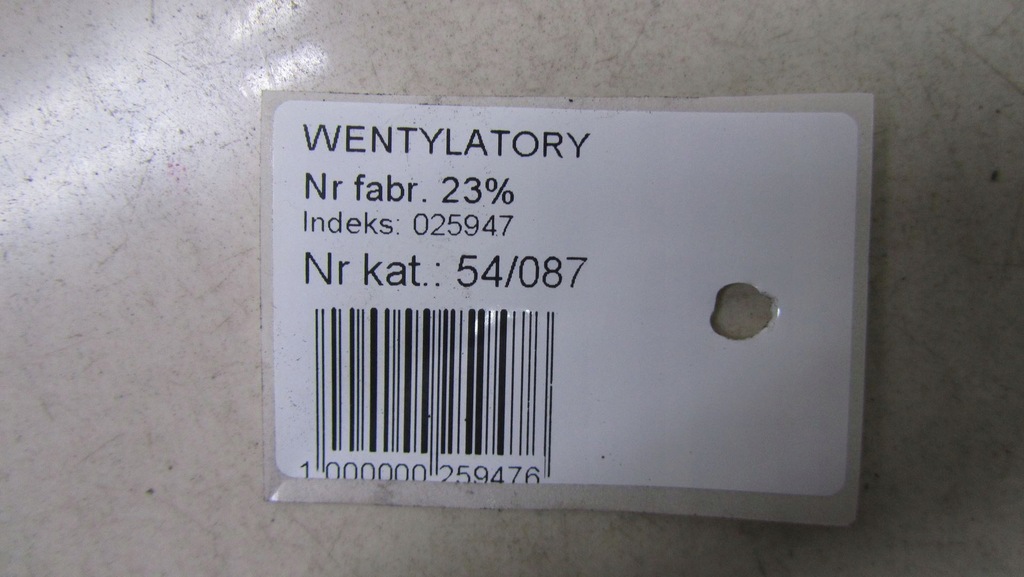 WENTYLATORY
Nr fabr. 23%
Indeks: 025947
Nr kat.: 54/087
1 000000 259476